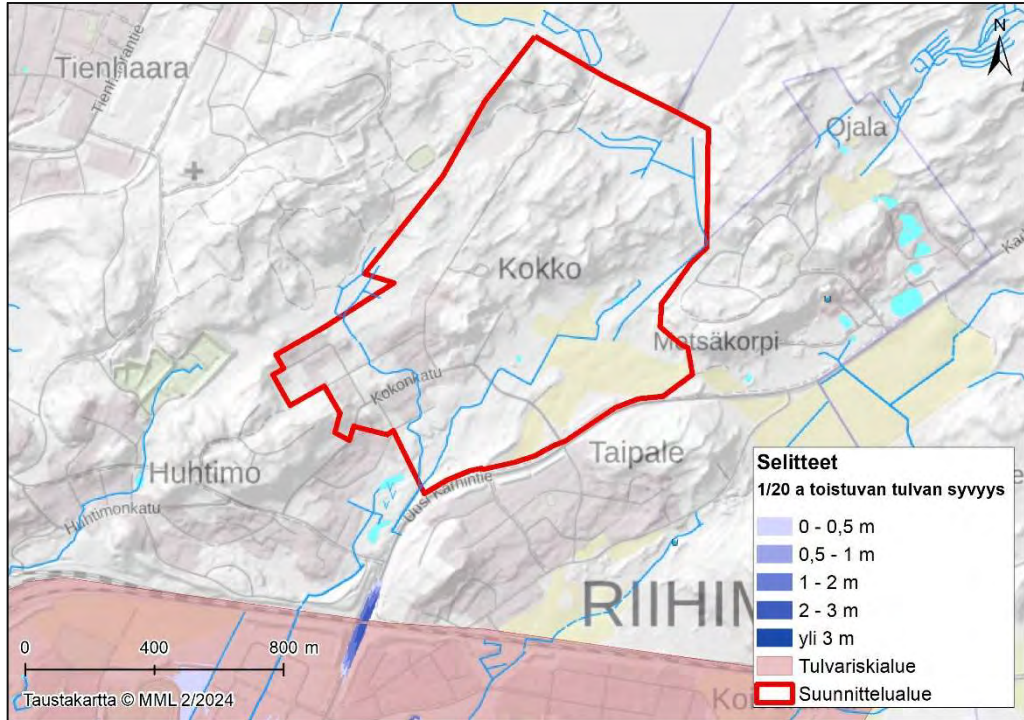 Tienhaara
N
Ojala
Kokko
Metsäkorpi
Kokonkatu
Taipale
Huhtimo
Huhtimonkatu
Uusi Karhintie
RIIHIM
Selitteet
1/20 a toistuvan tulvan syvyys
0 - 0,5 m
0,5 - 1 m
1 - 2 m
2 - 3 m
yli 3 m
Tulvariskialue
Suunnittelualue
0 400 800 m
Taustakartta © MML 2/2024